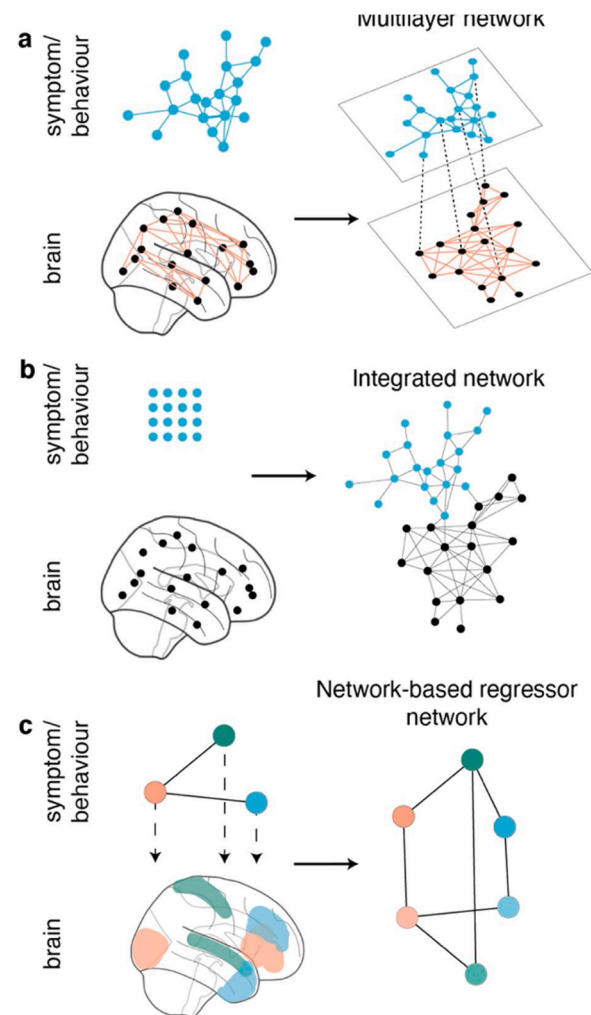 a
symptom/
behaviour
Multilayer network
brain
b
symptom/
behaviour
Integrated network
brain
c
symptom/
behaviour
Network-based regressor
network
brain